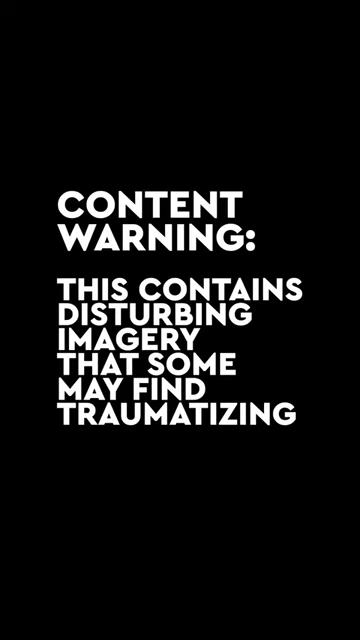 CONTENT
WARNING:
THIS CONTAINS
DISTURBING
IMAGERY
THAT SOME
MAY FIND
TRAUMATIZING